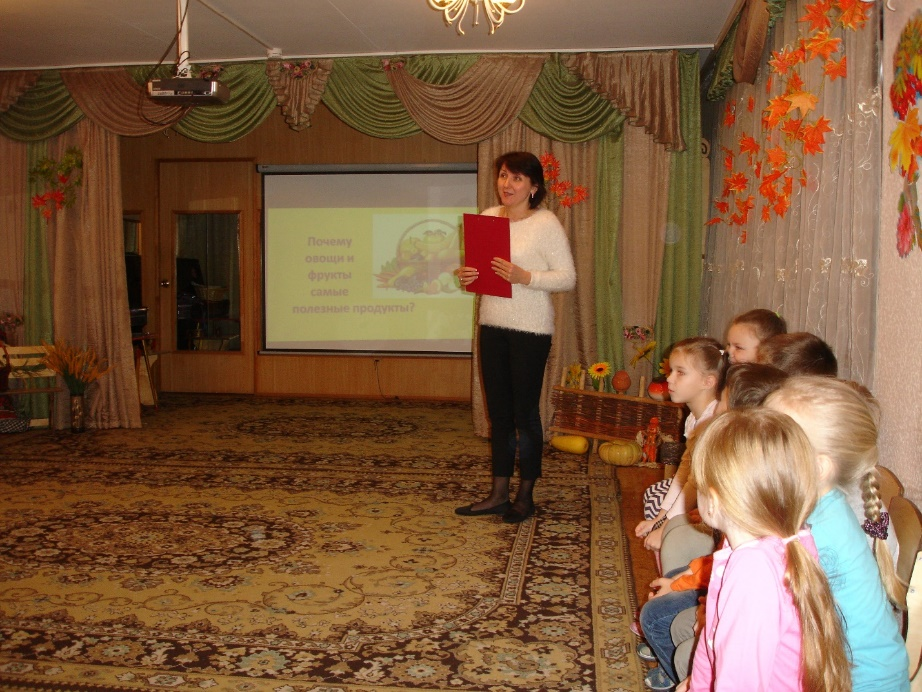 Почему
овощи и
фрукты
самые
полезные продукты?